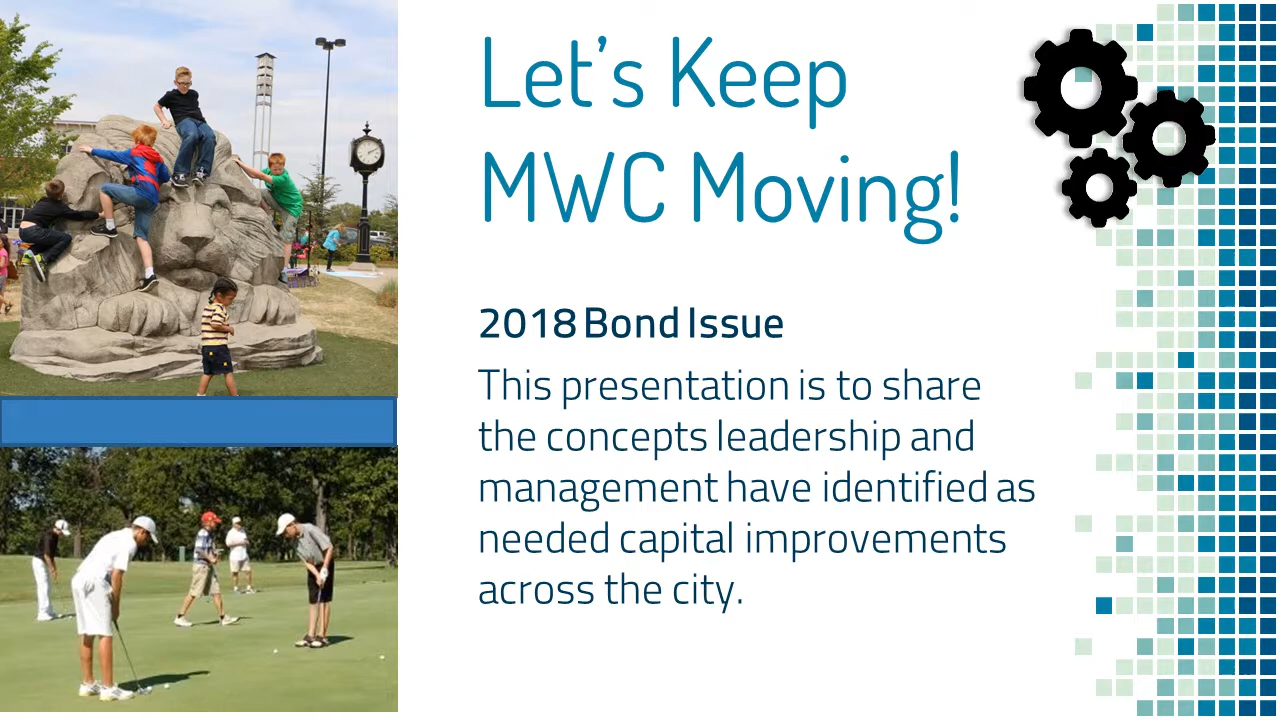 Let’s Keep
MWC Moving!
2018 Bond Issue
This presentation is to share
the concepts leadership and
management have identified as
needed capital improvements
across the city.